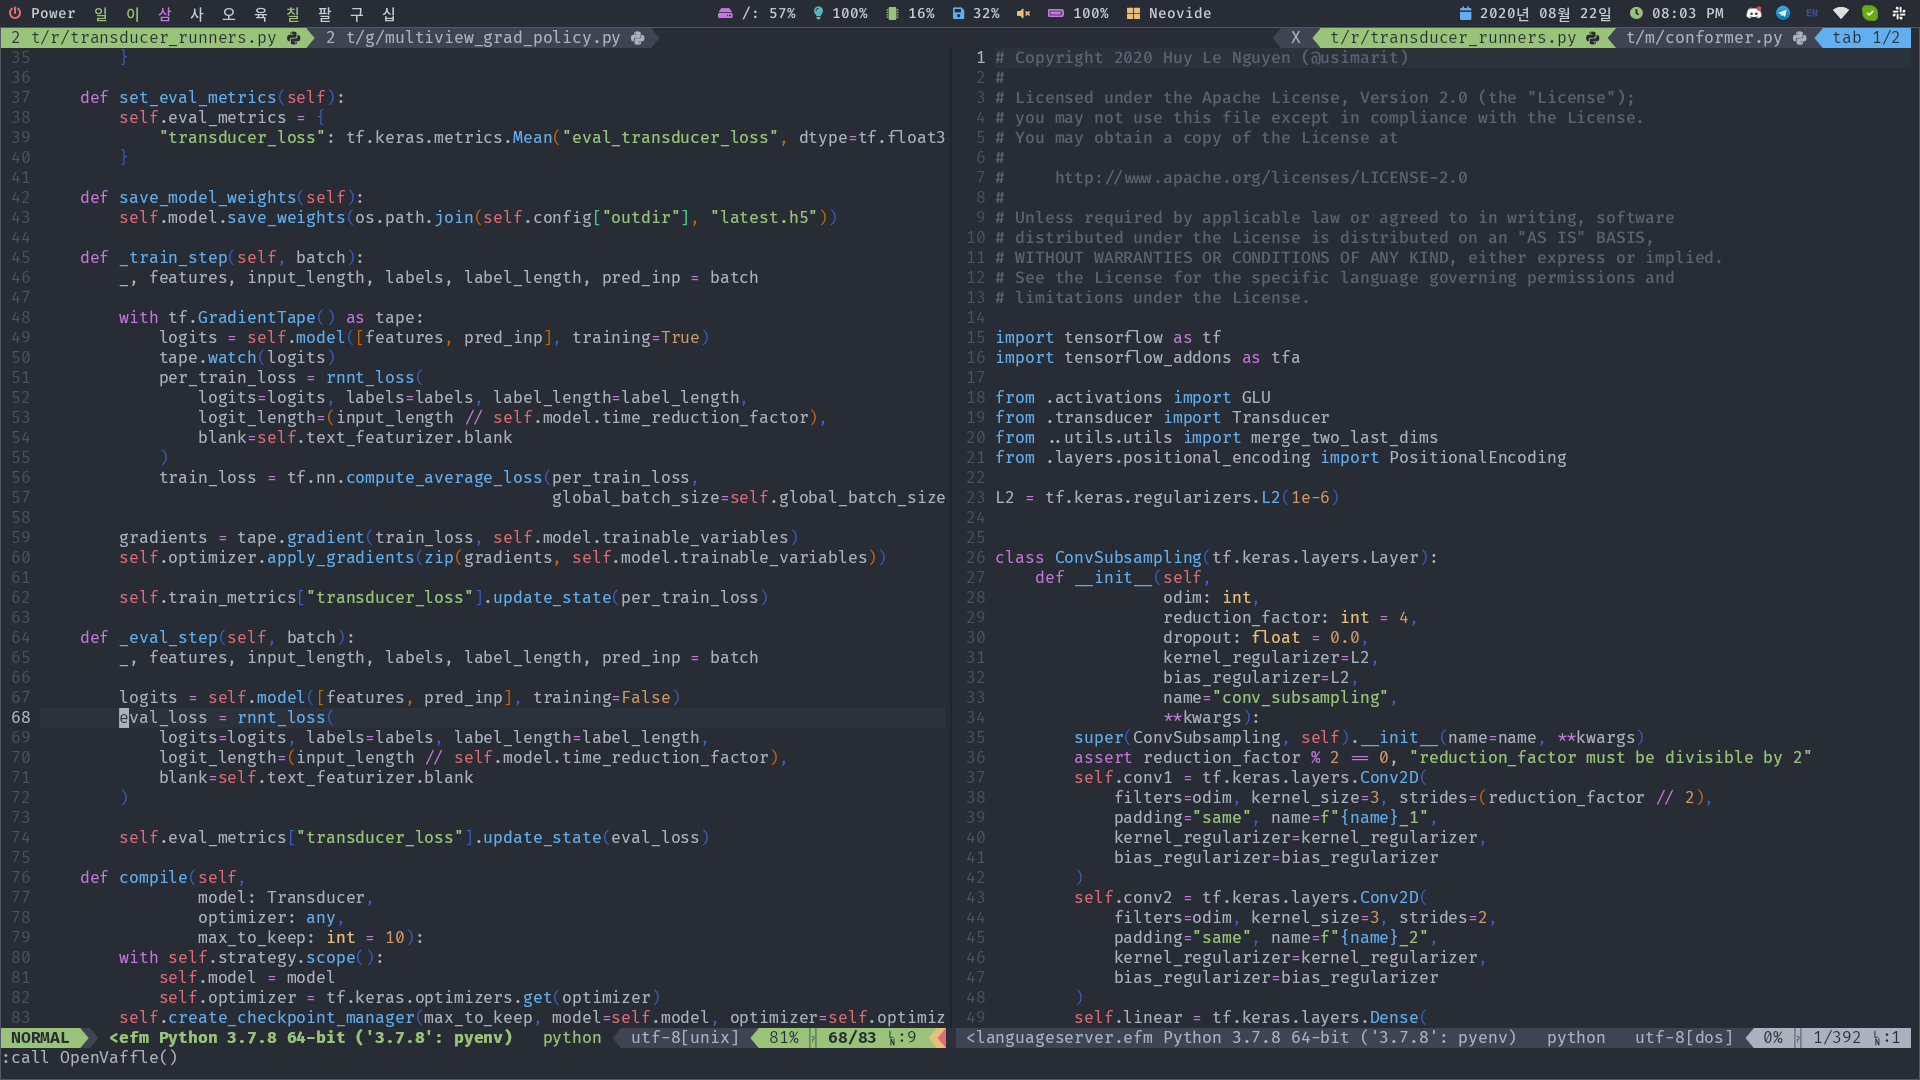 Power 일 이 삼 사 오 육 칠 팔 구 십 /: 57% 100% 16% 32% 100% Neovide 2020년 08월 22일 08:03 PM EN
2 t/r/transducer_runners.py 2 t/g/multiview_grad_policy.py X t/r/transducer_runners.py t/m/conformer.py tab 1/2
35         }
36
37     def set_eval_metrics(self):
38         self.eval_metrics = {
39             "transducer_loss": tf.keras.metrics.Mean("eval_transducer_loss", dtype=tf.float3
40         }
41
42     def save_model_weights(self):
43         self.model.save_weights(os.path.join(self.config["outdir"], "latest.h5"))
44
45     def _train_step(self, batch):
46         _, features, input_length, labels, label_length, pred_inp = batch
47
48         with tf.GradientTape() as tape:
49             logits = self.model([features, pred_inp], training=True)
50             tape.watch(logits)
51             per_train_loss = rnnt_loss(
52                 logits=logits, labels=labels, label_length=label_length,
53                 logit_length=(input_length // self.model.time_reduction_factor),
54                 blank=self.text_featurizer.blank
55             )
56             train_loss = tf.nn.compute_average_loss(per_train_loss,
57                                                     global_batch_size=self.global_batch_size
58
59         gradients = tape.gradient(train_loss, self.model.trainable_variables)
60         self.optimizer.apply_gradients(zip(gradients, self.model.trainable_variables))
61
62         self.train_metrics["transducer_loss"].update_state(per_train_loss)
63
64     def _eval_step(self, batch):
65         _, features, input_length, labels, label_length, pred_inp = batch
66
67         logits = self.model([features, pred_inp], training=False)
68         eval_loss = rnnt_loss(
69             logits=logits, labels=labels, label_length=label_length,
70             logit_length=(input_length // self.model.time_reduction_factor),
71             blank=self.text_featurizer.blank
72         )
73
74         self.eval_metrics["transducer_loss"].update_state(eval_loss)
75
76     def compile(self,
77                 model: Transducer,
78                 optimizer: any,
79                 max_to_keep: int = 10):
80         with self.strategy.scope():
81             self.model = model
82             self.optimizer = tf.keras.optimizers.get(optimizer)
83         self.create_checkpoint_manager(max_to_keep, model=self.model, optimizer=self.optimiz
NORMAL <efm Python 3.7.8 64-bit ('3.7.8': pyenv) python utf-8[unix] 81% 68/83 :9
:call OpenVaffle()
1 # Copyright 2020 Huy Le Nguyen (@usimarit)
2 #
3 # Licensed under the Apache License, Version 2.0 (the "License");
4 # you may not use this file except in compliance with the License.
5 # You may obtain a copy of the License at
6 #
7 #     http://www.apache.org/licenses/LICENSE-2.0
8 #
9 # Unless required by applicable law or agreed to in writing, software
10 # distributed under the License is distributed on an "AS IS" BASIS,
11 # WITHOUT WARRANTIES OR CONDITIONS OF ANY KIND, either express or implied.
12 # See the License for the specific language governing permissions and
13 # limitations under the License.
14
15 import tensorflow as tf
16 import tensorflow_addons as tfa
17
18 from .activations import GLU
19 from .transducer import Transducer
20 from ..utils.utils import merge_two_last_dims
21 from .layers.positional_encoding import PositionalEncoding
22
23 L2 = tf.keras.regularizers.L2(1e-6)
24
25
26 class ConvSubsampling(tf.keras.layers.Layer):
27     def __init__(self,
28                  odim: int,
29                  reduction_factor: int = 4,
30                  dropout: float = 0.0,
31                  kernel_regularizer=L2,
32                  bias_regularizer=L2,
33                  name="conv_subsampling",
34                  **kwargs):
35         super(ConvSubsampling, self).__init__(name=name, **kwargs)
36         assert reduction_factor % 2 == 0, "reduction_factor must be divisible by 2"
37         self.conv1 = tf.keras.layers.Conv2D(
38             filters=odim, kernel_size=3, strides=(reduction_factor // 2),
39             padding="same", name=f"{name}_1",
40             kernel_regularizer=kernel_regularizer,
41             bias_regularizer=bias_regularizer
42         )
43         self.conv2 = tf.keras.layers.Conv2D(
44             filters=odim, kernel_size=3, strides=2,
45             padding="same", name=f"{name}_2",
46             kernel_regularizer=kernel_regularizer,
47             bias_regularizer=bias_regularizer
48         )
49         self.linear = tf.keras.layers.Dense(
<languageserver.efm Python 3.7.8 64-bit ('3.7.8': pyenv) python utf-8[dos] 0% 1/392 :1